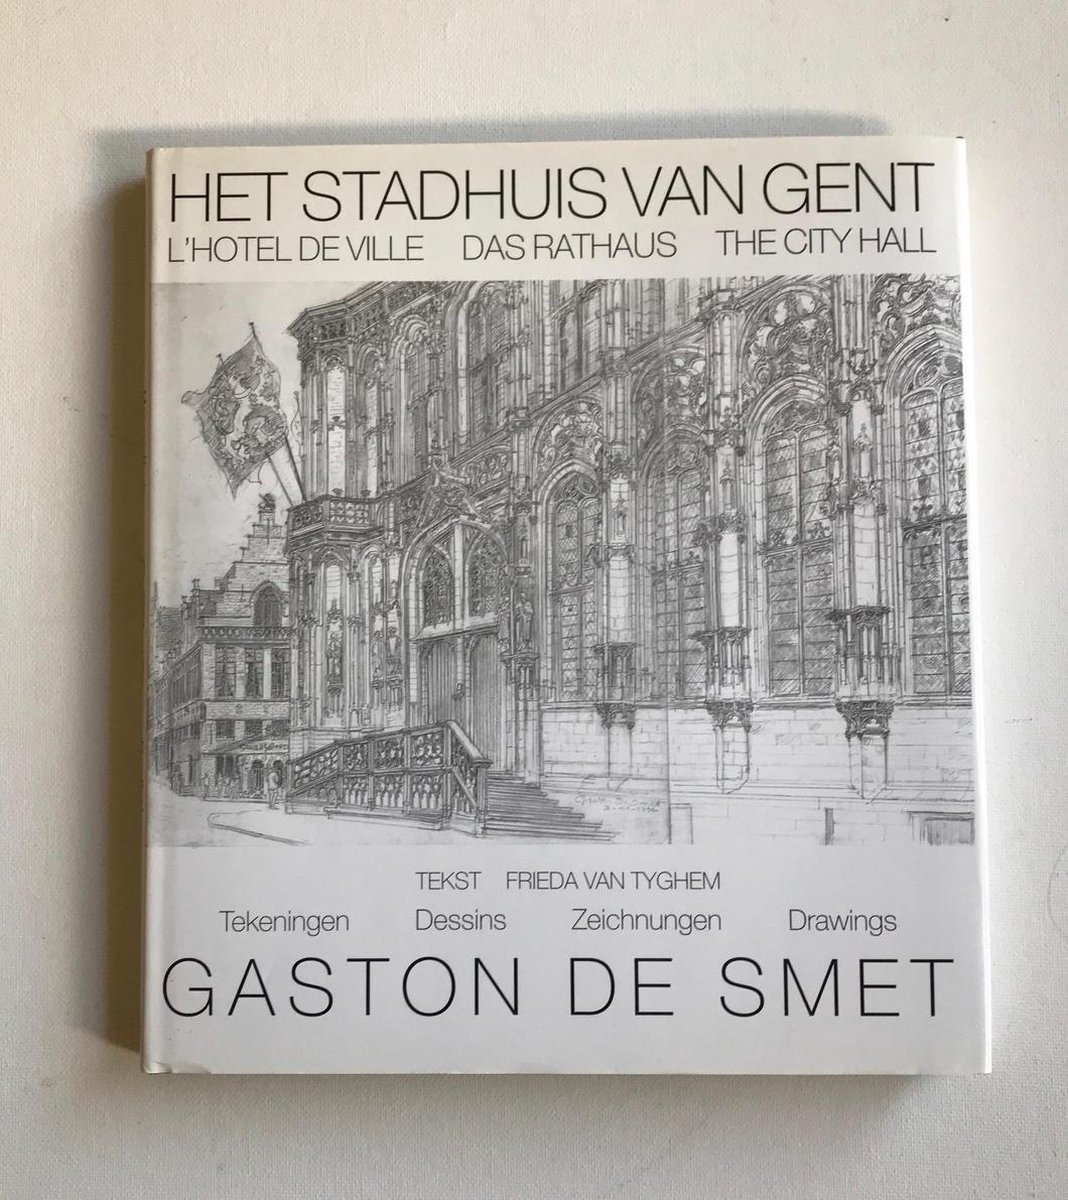 HET STADHUIS VAN GENT
L'HOTEL DE VILLE DAS RATHAUS THE CITY HALL
TEKST FRIEDA VAN TYGHEM
Tekeningen Dessins Zeichnungen Drawings
GASTON DE SMET